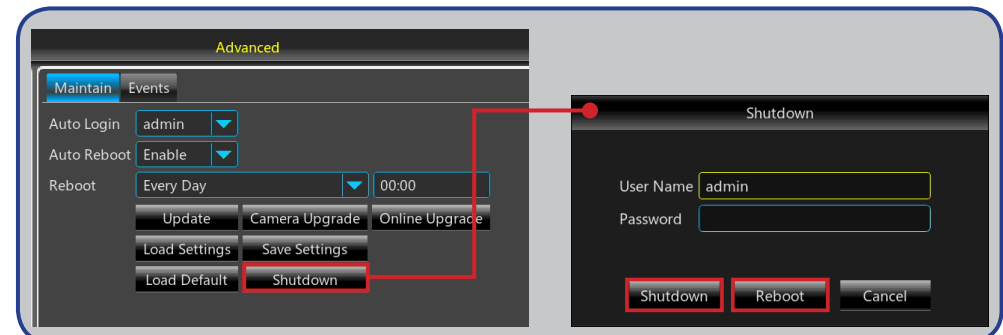 Advanced
Maintain Events
Auto Login admin
Auto Reboot Enable
Reboot Every Day 00:00
Update Camera Upgrade Online Upgrade
Load Settings Save Settings
Load Default Shutdown
Shutdown
User Name admin
Password
Shutdown Reboot Cancel